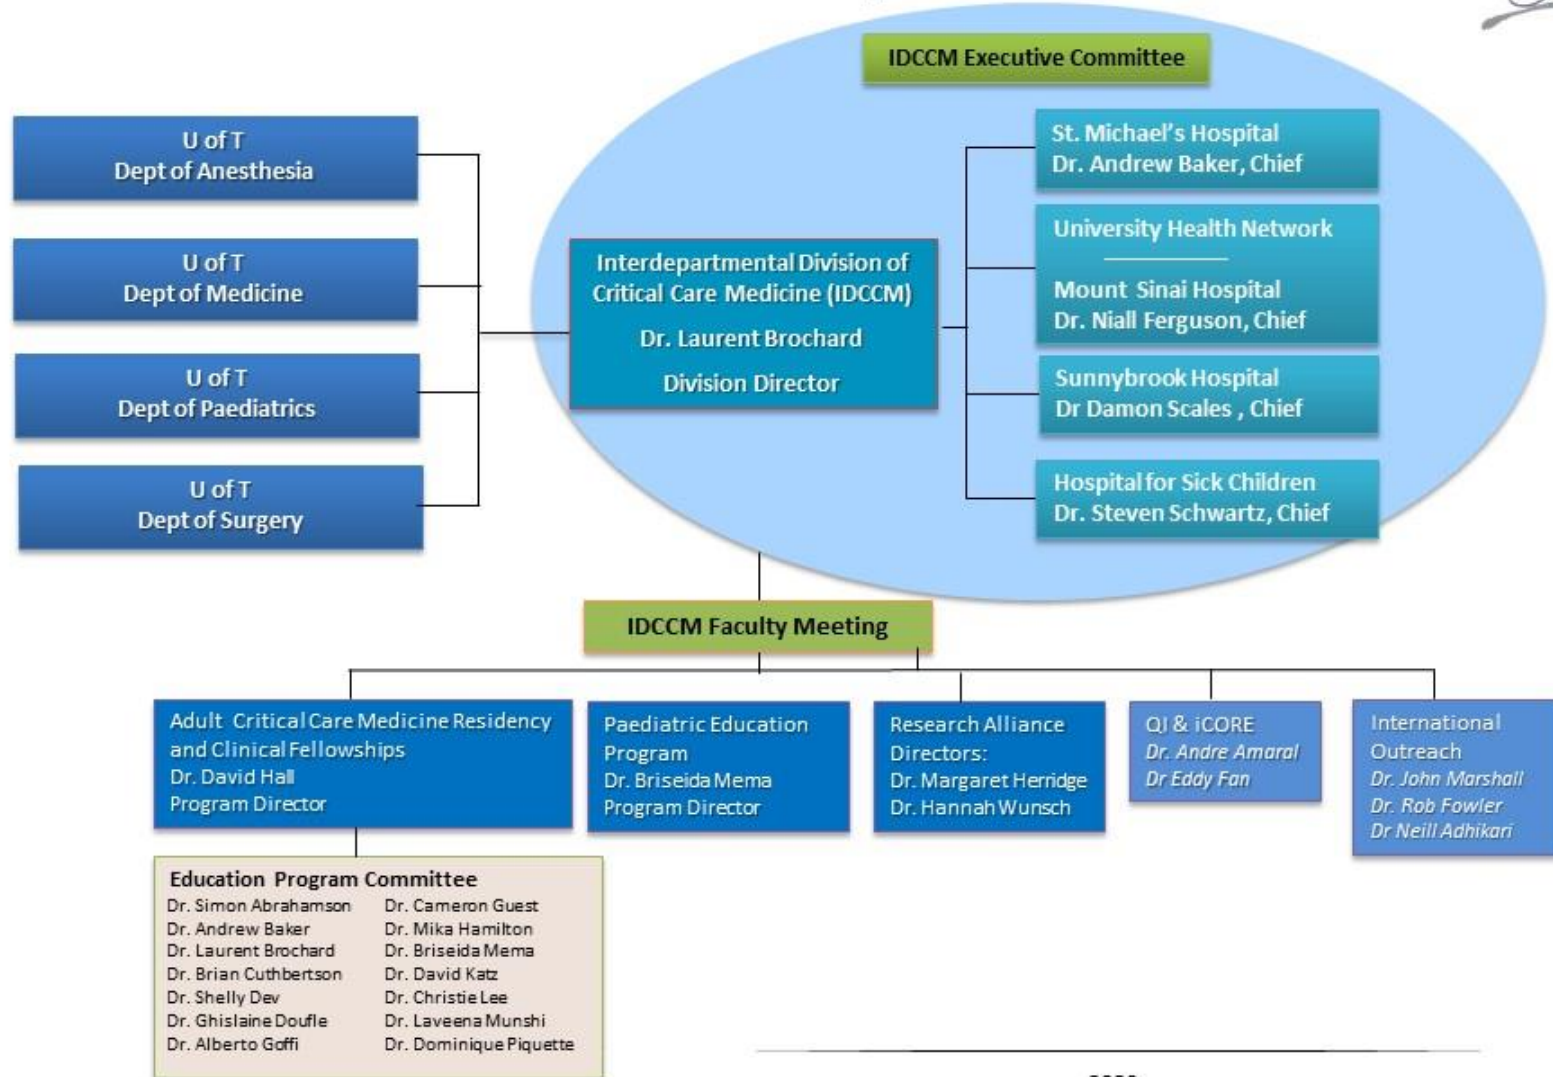 IDCCM Executive Committee
U of T
Dept of Anesthesia
U of T
Dept of Medicine
U of T
Dept of Paediatrics
U of T
Dept of Surgery
Interdepartmental Division of
Critical Care Medicine (IDCCM)
Dr. Laurent Brochard
Division Director
St. Michael's Hospital
Dr. Andrew Baker, Chief
University Health Network
Mount Sinai Hospital
Dr. Niall Ferguson, Chief
Sunnybrook Hospital
Dr Damon Scales , Chief
Hospital for Sick Children
Dr. Steven Schwartz, Chief
IDCCM Faculty Meeting
Adult Critical Care Medicine Residency
and Clinical Fellowships
Dr. David Hall
Program Director
Paediatric Education
Program
Dr. Briseida Mema
Program Director
Research Alliance
Directors:
Dr. Margaret Herridge
Dr. Hannah Wunsch
QI & iCORE
Dr. Andre Amaral
Dr Eddy Fan
International
Outreach
Dr. John Marshall
Dr. Rob Fowler
Dr Neill Adhikari
Education Program Committee
Dr. Simon Abrahamson
Dr. Andrew Baker
Dr. Laurent Brochard
Dr. Brian Cuthbertson
Dr. Shelly Dev
Dr. Ghislaine Doufle
Dr. Alberto Goffi
Dr. Cameron Guest
Dr. Mika Hamilton
Dr. Briseida Mema
Dr. David Katz
Dr. Christie Lee
Dr. Laveena Munshi
Dr. Dominique Piquette